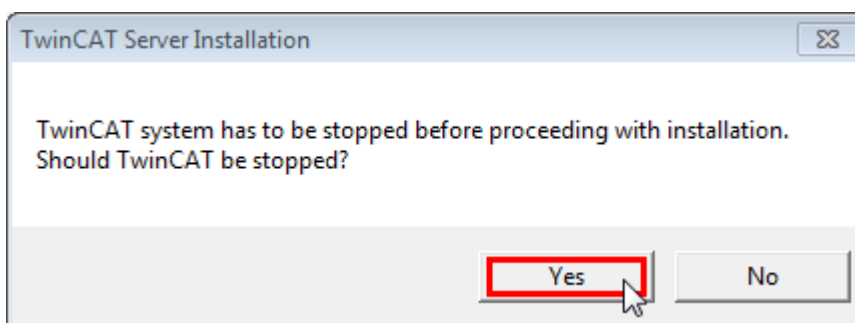 TwinCAT Server Installation
TwinCAT system has to be stopped before proceeding with installation.
Should TwinCAT be stopped?
Yes
No